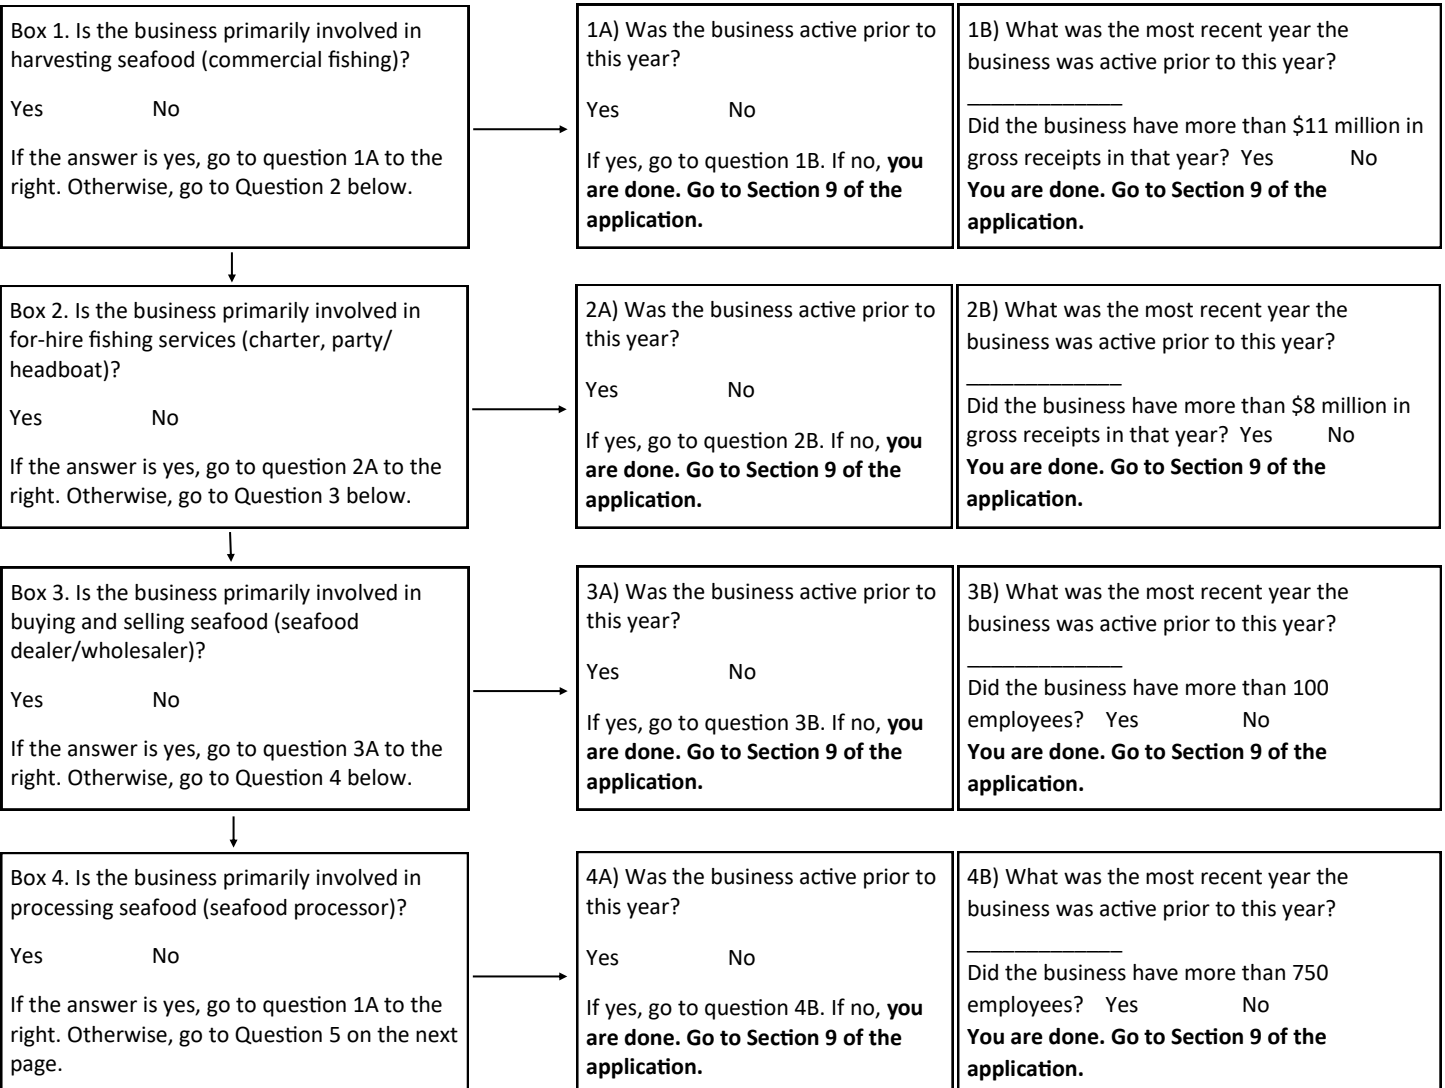 Box 1. Is the business primarily involved in
harvesting seafood (commercial fishing)?
Yes No
If the answer is yes, go to question 1A to the
right. Otherwise, go to Question 2 below.
1A) Was the business active prior to
this year?
Yes No
If yes, go to question 1B. If no, you
are done. Go to Section 9 of the
application.
1B) What was the most recent year the
business was active prior to this year?
_____________
Did the business have more than $11 million in
gross receipts in that year? Yes No
You are done. Go to Section 9 of the
application.
Box 2. Is the business primarily involved in
for-hire fishing services (charter, party/
headboat)?
Yes No
If the answer is yes, go to question 2A to the
right. Otherwise, go to Question 3 below.
2A) Was the business active prior to
this year?
Yes No
If yes, go to question 2B. If no, you
are done. Go to Section 9 of the
application.
2B) What was the most recent year the
business was active prior to this year?
_____________
Did the business have more than $8 million in
gross receipts in that year? Yes No
You are done. Go to Section 9 of the
application.
Box 3. Is the business primarily involved in
buying and selling seafood (seafood
dealer/wholesaler)?
Yes No
If the answer is yes, go to question 3A to the
right. Otherwise, go to Question 4 below.
3A) Was the business active prior to
this year?
Yes No
If yes, go to question 3B. If no, you
are done. Go to Section 9 of the
application.
3B) What was the most recent year the
business was active prior to this year?
_____________
Did the business have more than 100
employees? Yes No
You are done. Go to Section 9 of the
application.
Box 4. Is the business primarily involved in
processing seafood (seafood processor)?
Yes No
If the answer is yes, go to question 1A to the
right. Otherwise, go to Question 5 on the next
page.
4A) Was the business active prior to
this year?
Yes No
If yes, go to question 4B. If no, you
are done. Go to Section 9 of the
application.
4B) What was the most recent year the
business was active prior to this year?
_____________
Did the business have more than 750
employees? Yes No
You are done. Go to Section 9 of the
application.